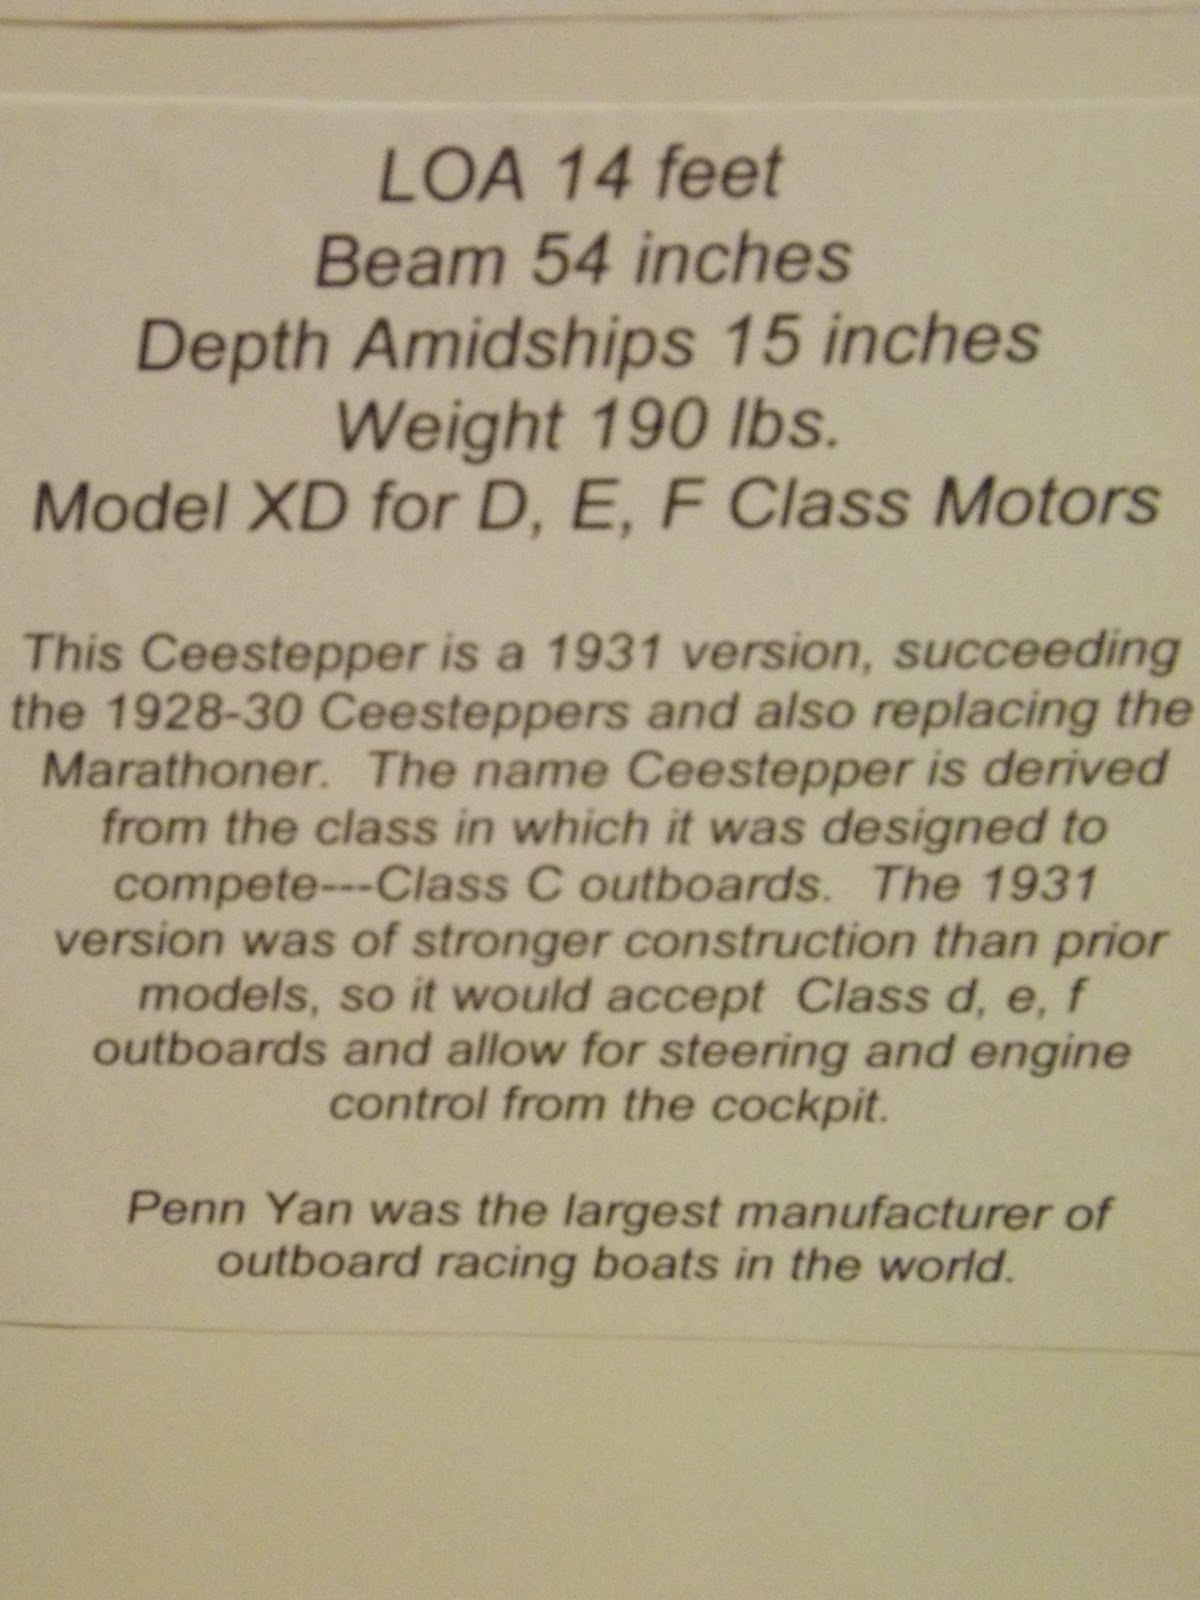 LOA 14 feet
Beam 54 inches
Depth Amidships 15 inches
Weight 190 lbs.
Model XD for D, E, F Class Motors
This Ceestepper is a 1931 version, succeeding
the 1928-30 Ceesteppers and also replacing the
Marathoner. The name Ceestepper is derived
from the class in which it was designed to
compete---Class C outboards. The 1931
version was of stronger construction than prior
models, so it would accept Class d, e, f
outboards and allow for steering and engine
control from the cockpit.
Penn Yan was the largest manufacturer of
outboard racing boats in the world.